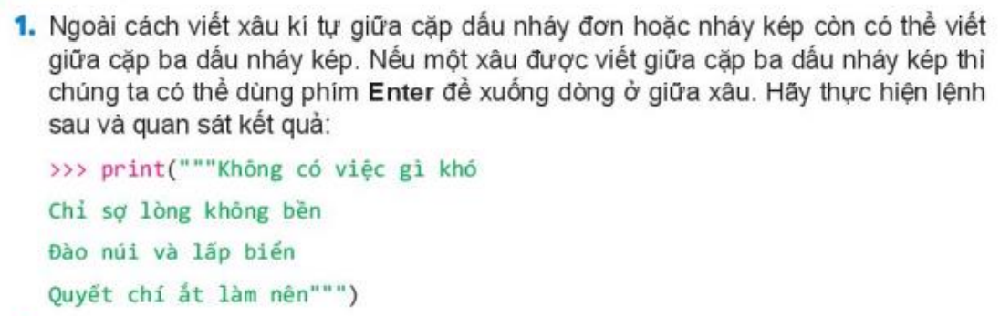 1. Ngoài cách viết xâu kí tự giữa cặp dấu nháy đơn hoặc nháy kép còn có thể viết
giữa cặp ba dấu nháy kép. Nếu một xâu được viết giữa cặp ba dấu nháy kép thì
chúng ta có thể dùng phím Enter để xuống dòng ở giữa xâu. Hãy thực hiện lệnh
sau và quan sát kết quả:
>>> print("""Không có việc gì khó
Chỉ sợ lòng không bền
Đào núi và lấp biển
Quyết chí ắt làm nên""")